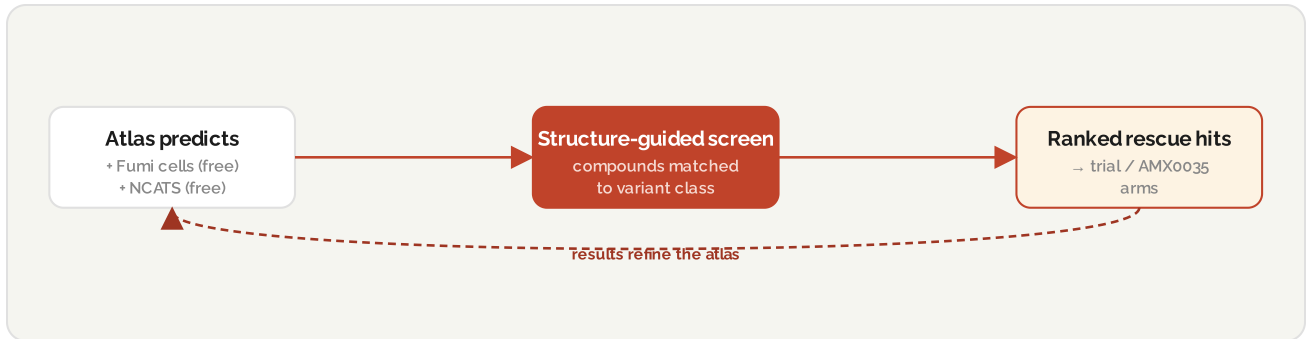 Atlas predicts
+ Fumi cells (free)
+ NCATS (free)
Structure-guided screen
compounds matched
to variant class
Ranked rescue hits
→ trial / AMX0035
arms
results refine the atlas